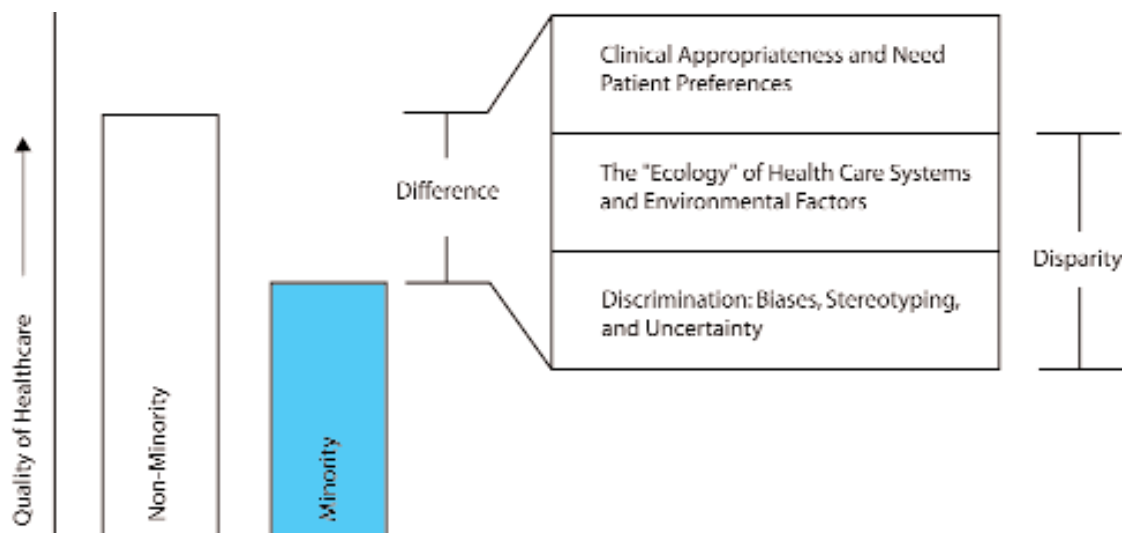 Quality of Healthcare
Non-Minority
Minority
Difference
Clinical Appropriateness and Need
Patient Preferences
The "Ecology" of Health Care Systems
and Environmental Factors
Discrimination: Biases, Stereotyping,
and Uncertainty
Disparity